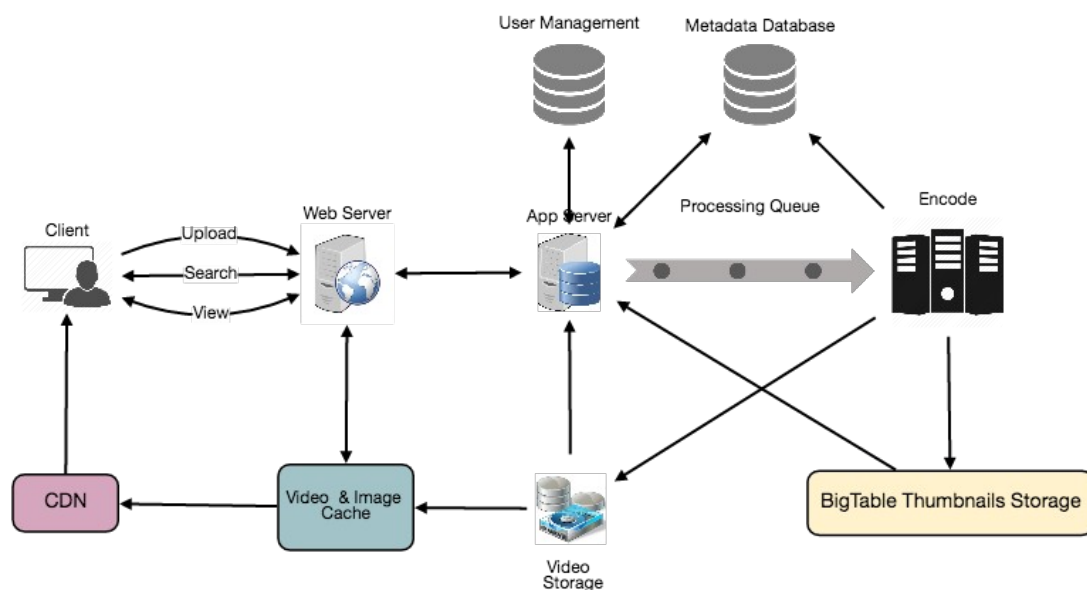 User Management
Metadata Database
Client
Upload
Search
View
Web Server
App Server
Processing Queue
Encode
CDN
Video & Image
Cache
Video
Storage
BigTable Thumbnails Storage